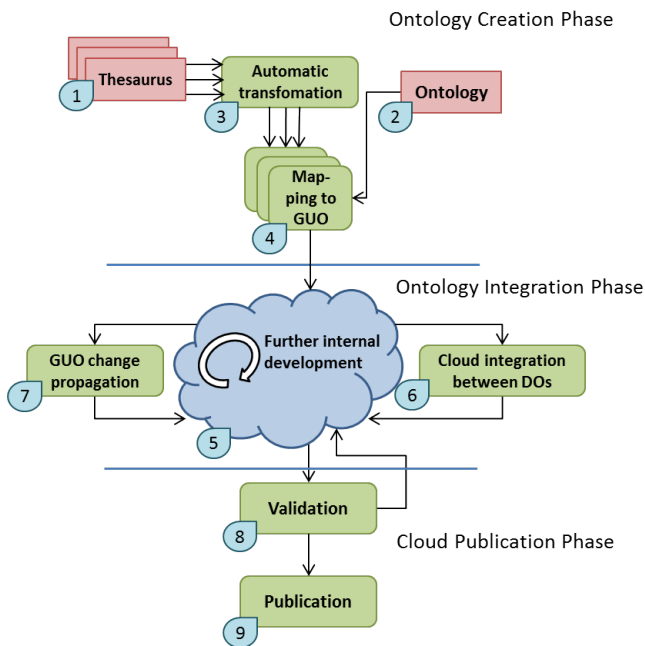 Ontology Creation Phase
Thesaurus
1
Automatic
transfomation
3
Ontology
2
Map-
ping to
GUO
4
Ontology Integration Phase
Further internal
development
5
GUO change
propagation
7
Cloud integration
between DOs
6
Validation
8
Cloud Publication Phase
Publication
9